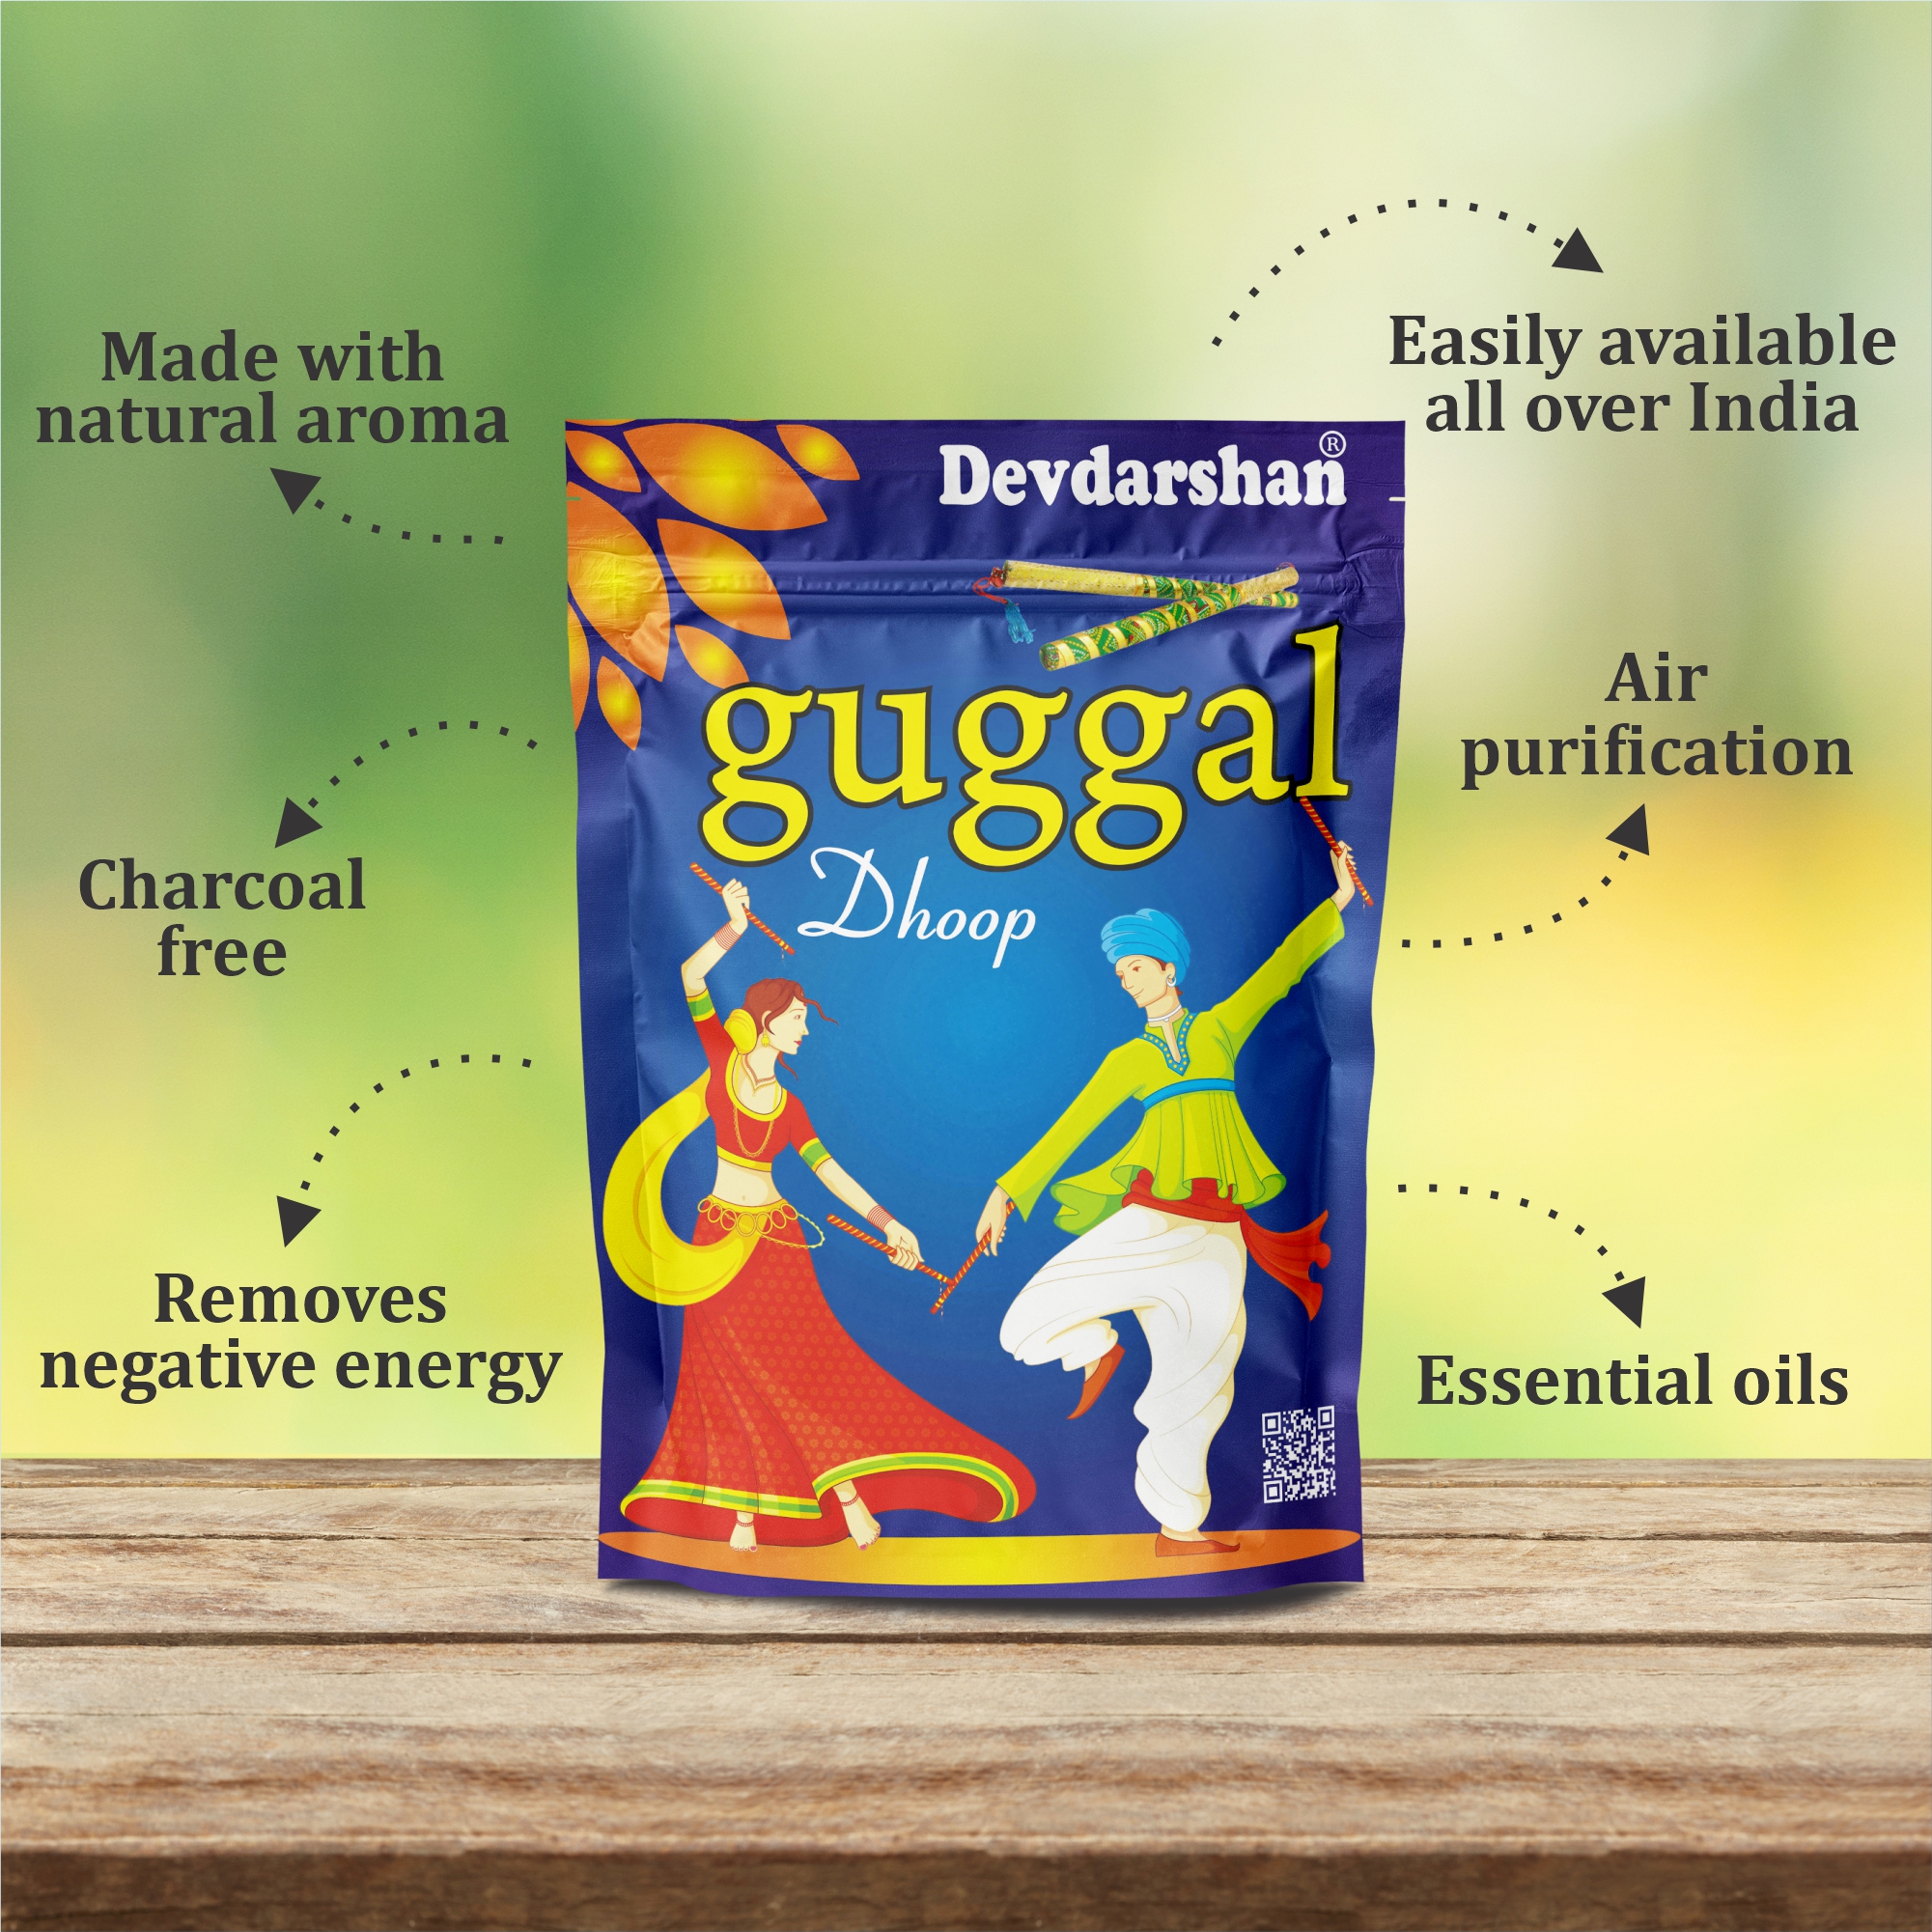 Made with
natural aroma
Charcoal
free
Removes
negative energy
Devdarshan®
guggal
Dhoop
Easily available
all over India
Air
purification
Essential oils